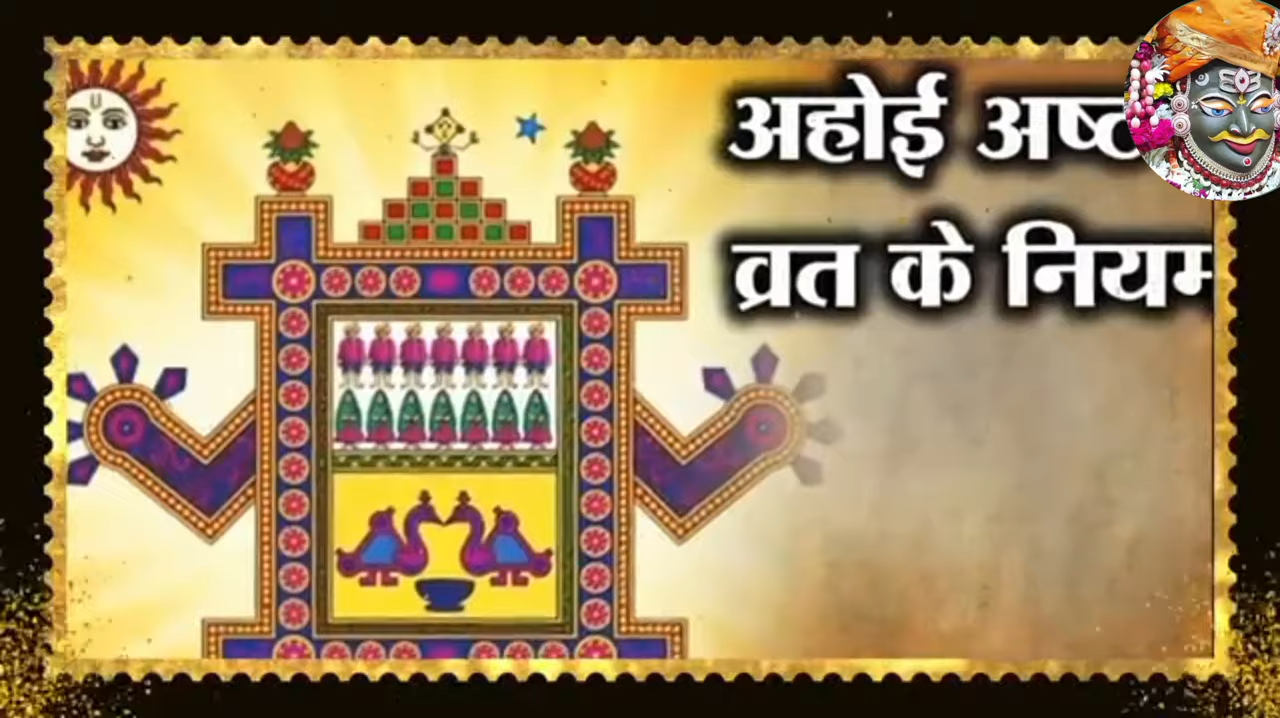 अहोई अष्ट
व्रत के नियम